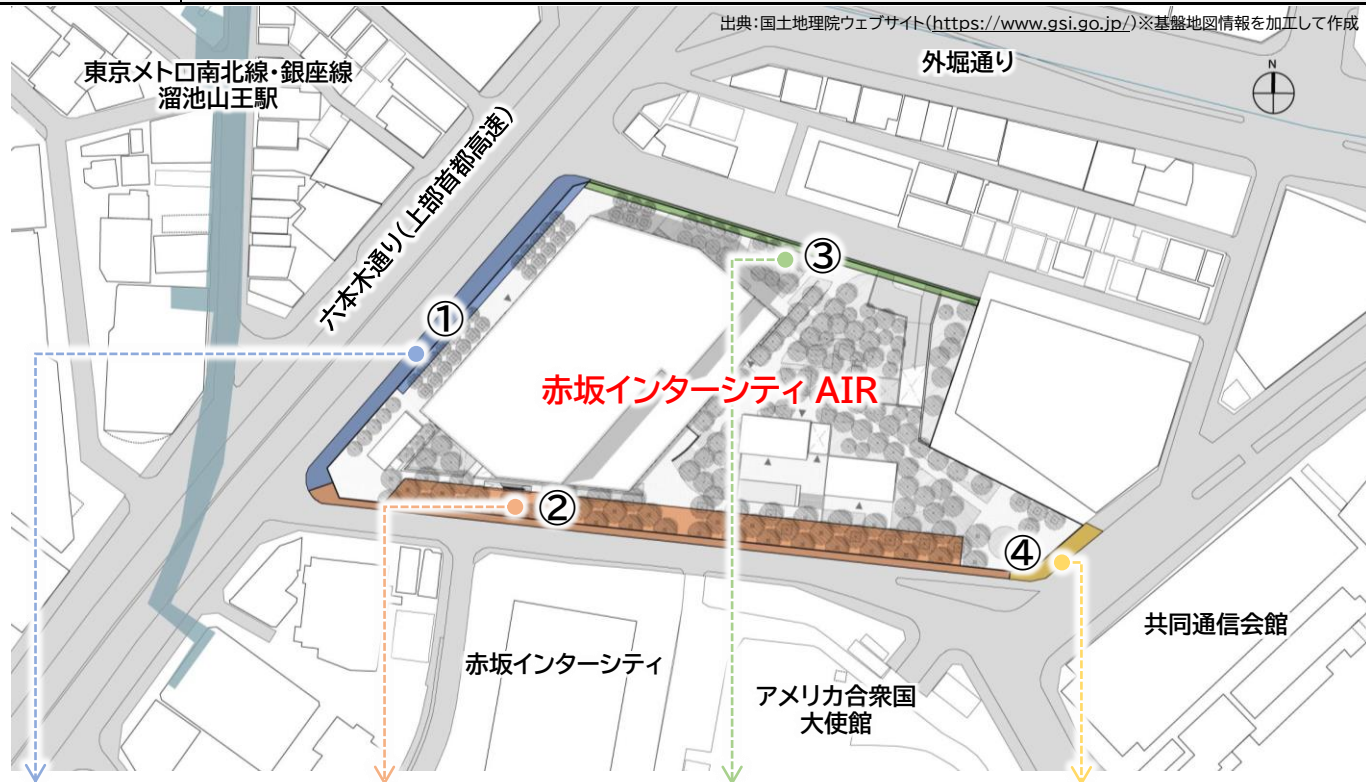 出典:国土地理院ウェブサイト(https://www.gsi.go.jp/)※基盤地図情報を加工して作成
東京メトロ南北線・銀座線
溜池山王駅
外堀通り
N
六本木通り(上部首都高速)
③
①
赤坂インターシティ AIR
②
④
共同通信会館
赤坂インターシティ
アメリカ合衆国
大使館